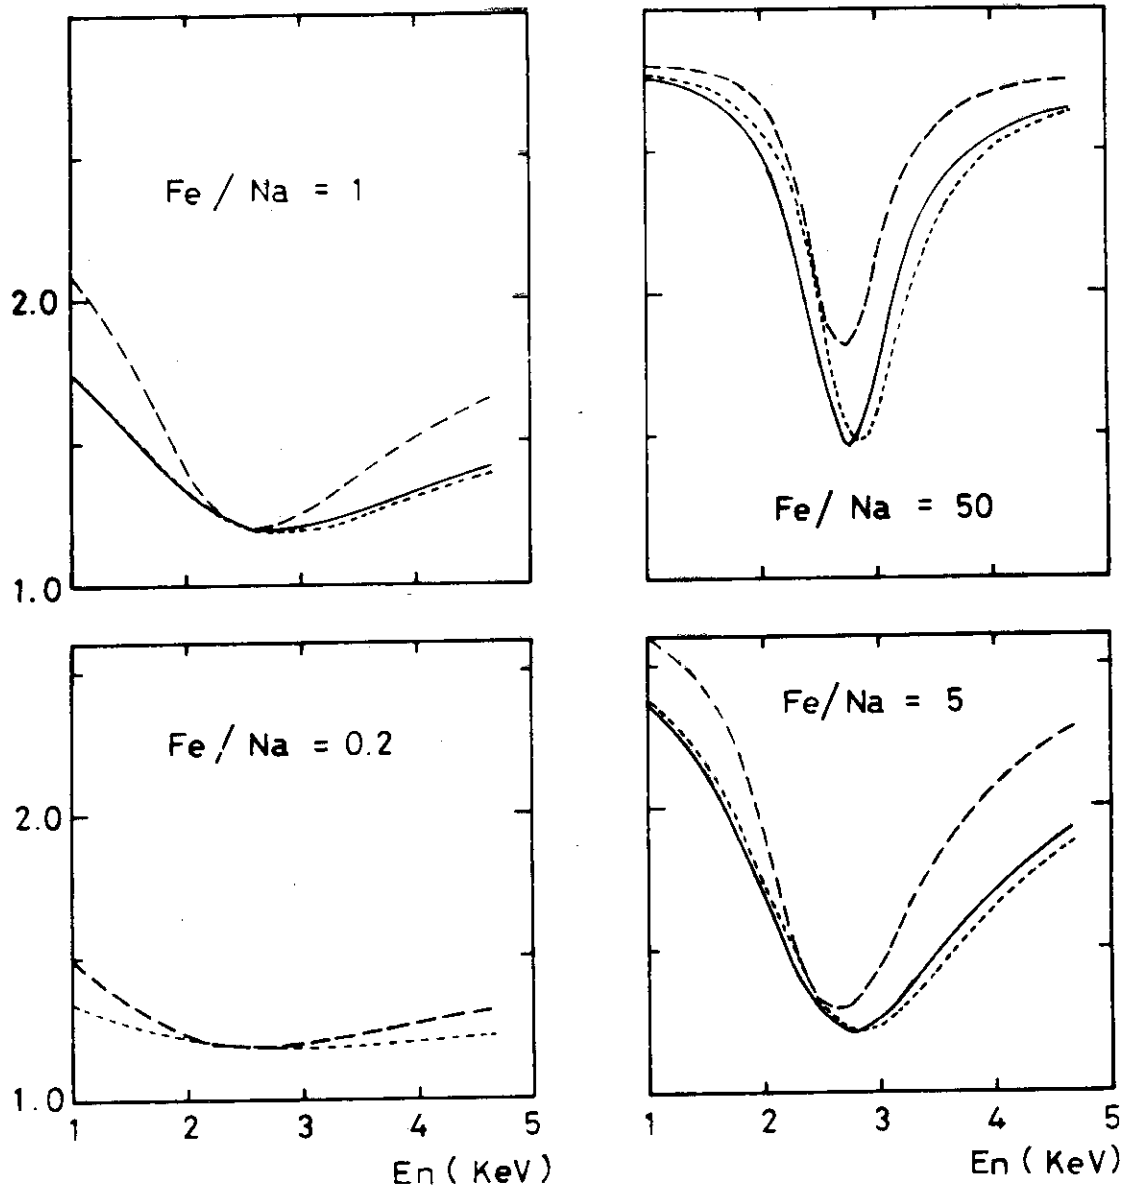 Fe / Na = 1
2.0
1.0
Fe / Na = 50
Fe / Na = 0.2
2.0
1.0
1 2 3 4 5
En ( KeV )
Fe/ Na = 5
1 2 3 4 5
En ( KeV )